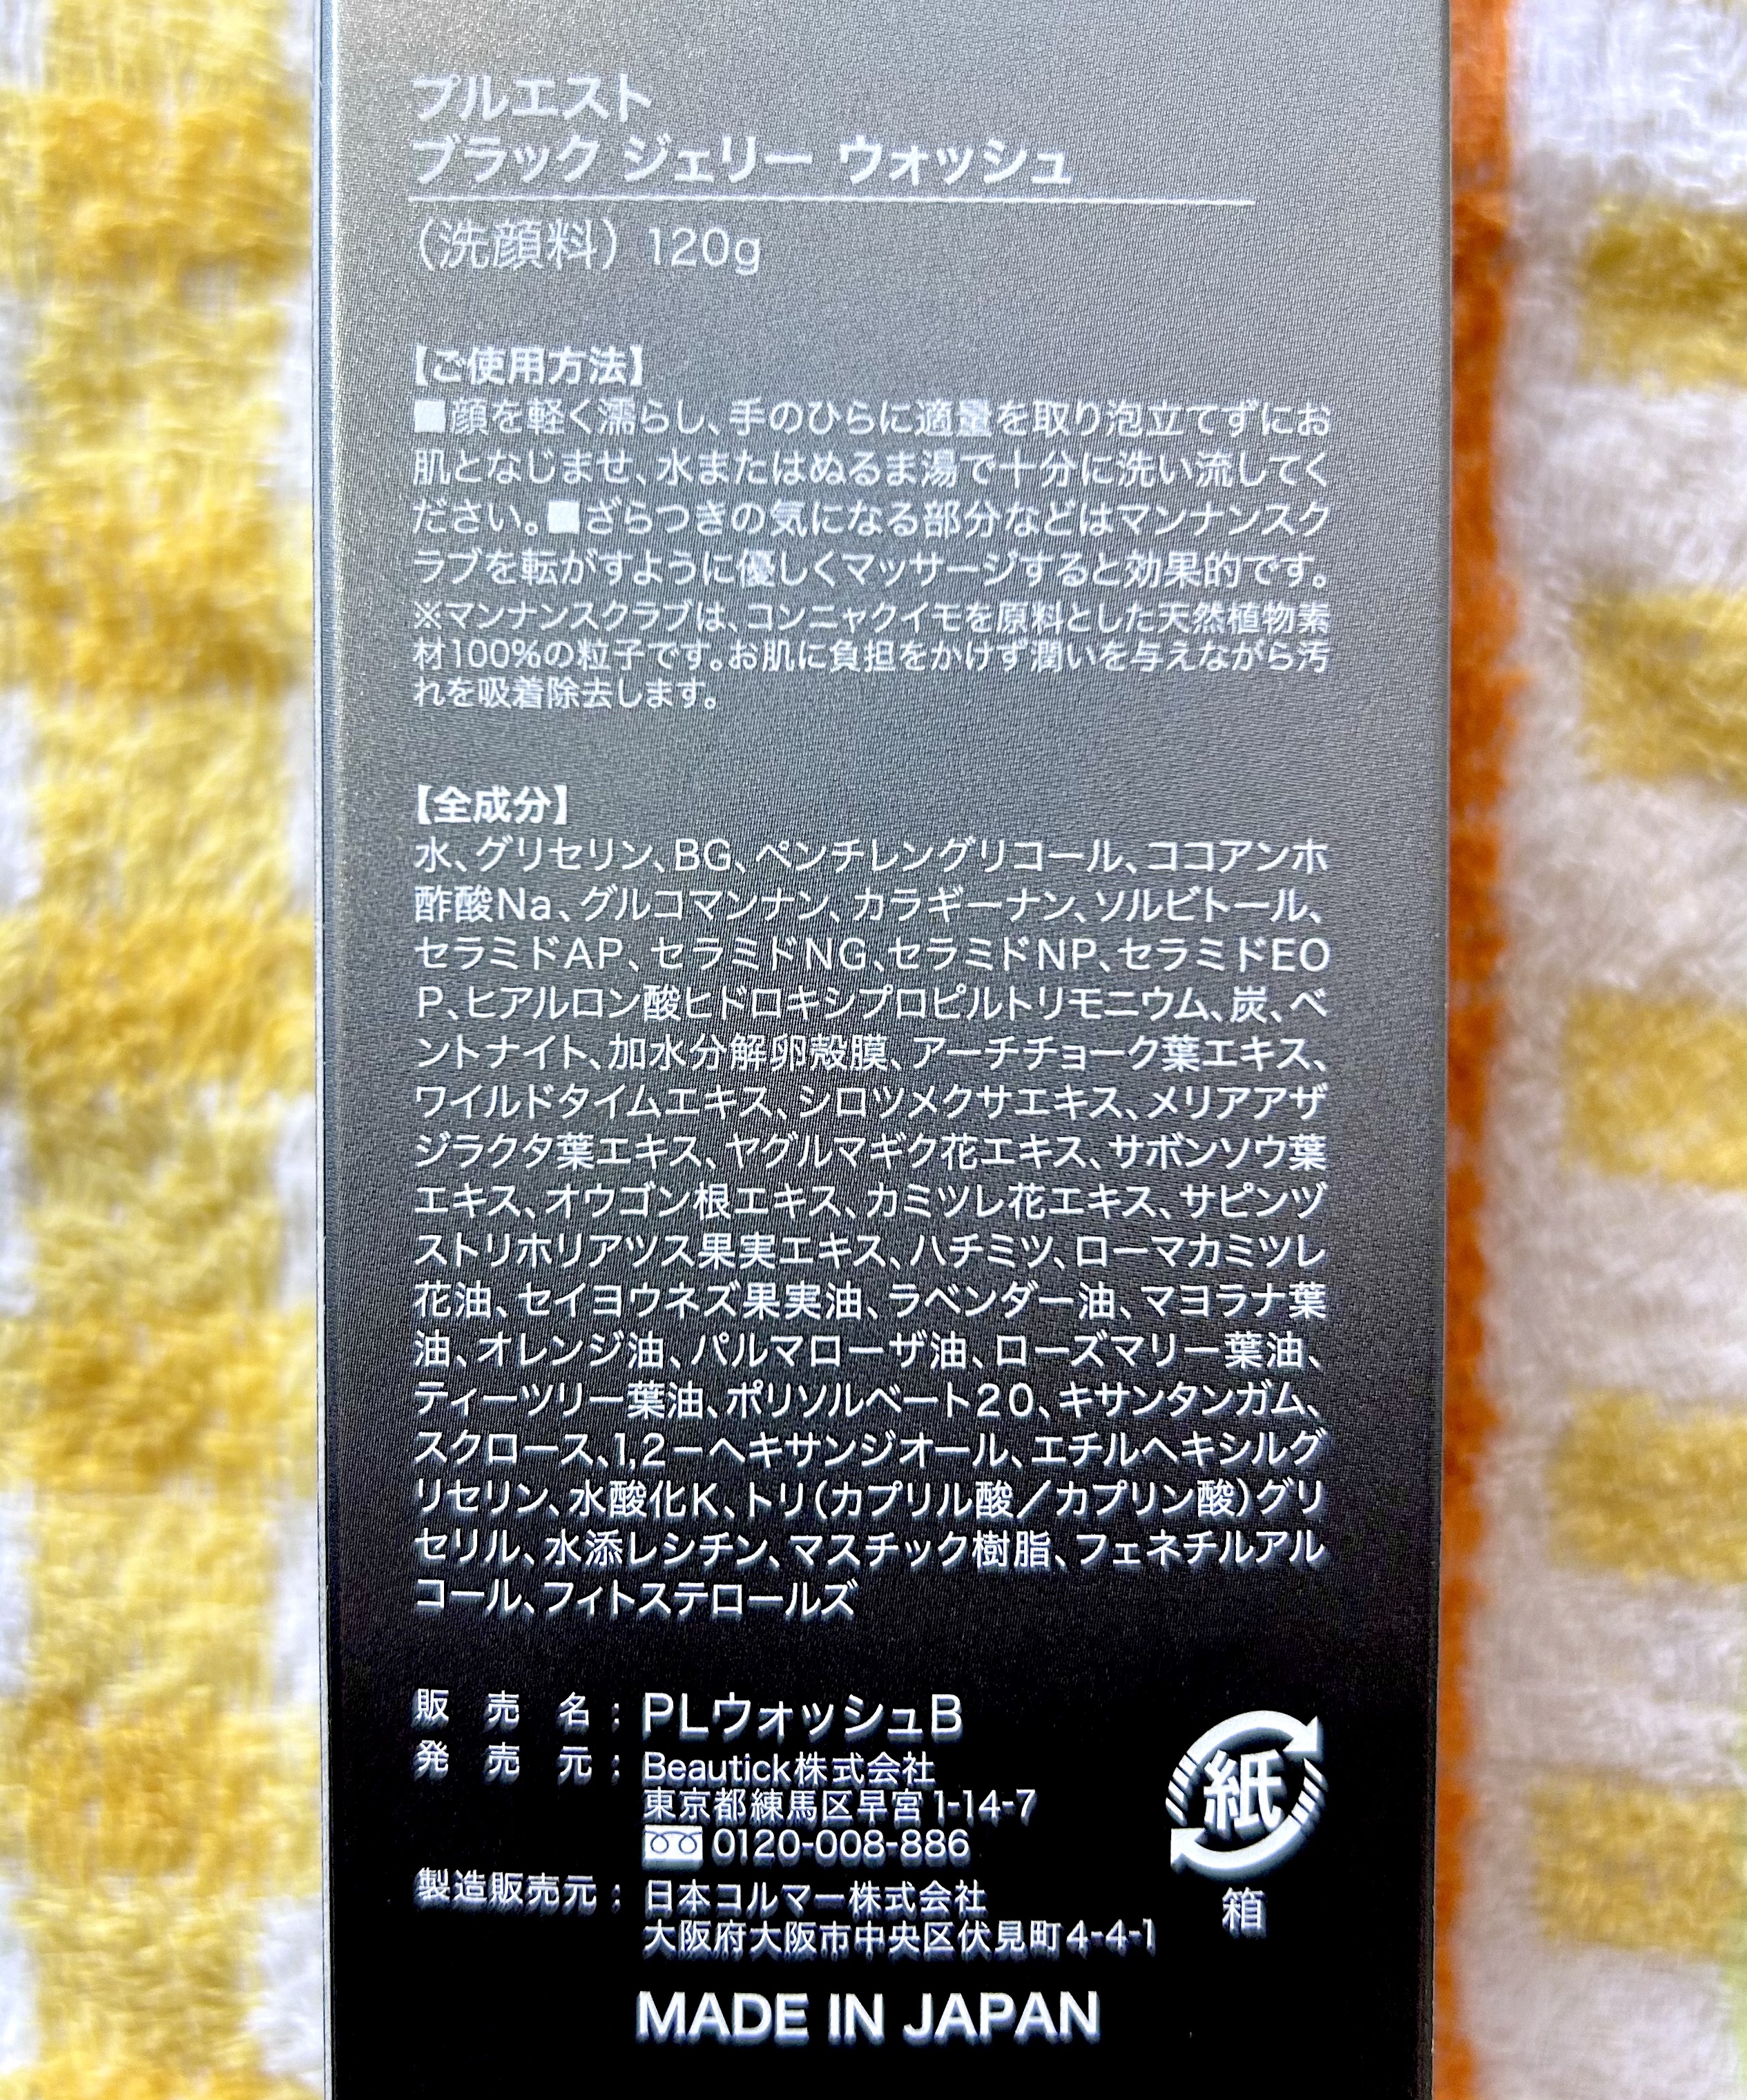 プルエスト
ブラック ジェリー ウォッシュ
（洗顔料）120g
【ご使用方法】
■顔を軽く濡らし、手のひらに適量を取り泡立てずにお
肌となじませ、水またはぬるま湯で十分に洗い流してく
ださい。■ざらつきの気になる部分などはマンナンスク
ラブを転がすように優しくマッサージすると効果的です。
※マンナンスクラブは、コンニャクイモを原料とした天然植物素
材100%の粒子です。お肌に負担をかけず潤いを与えながら汚
れを吸着除去します。
【全成分】
水、グリセリン、BG、ペンチレングリコール、ココアンホ
酢酸Na、グルコマンナン、カラギーナン、ソルビトール、
セラミドAP、セラミドNG、セラミドNP、セラミドEO
P、ヒアルロン酸ヒドロキシプロピルトリモニウム、炭、ベ
ントナイト、加水分解卵殻膜、アーチチョーク葉エキス、
ワイルドタイムエキス、シロツメクサエキス、メリアアザ
ジラクタ葉エキス、ヤグルマギク花エキス、サボンソウ葉
エキス、オウゴン根エキス、カミツレ花エキス、サピンヅ
ストリホリアツス果実エキス、ハチミツ、ローマカミツレ
花油、セイヨウネズ果実油、ラベンダー油、マヨラナ葉
油、オレンジ油、パルマローザ油、ローズマリー葉油、
ティーツリー葉油、ポリソルベート20、キサンタンガム、
スクロース、1,2－ヘキサンジオール、エチルヘキシルグ
リセリン、水酸化K、トリ（カプリル酸／カプリン酸）グリ
セリル、水添レシチン、マスチック樹脂、フェネチルアル
コール、フィトステロールズ
販売名：PLウォッシュB
発売元：Beautick株式会社
東京都練馬区早宮1-14-7
0120-008-886
製造販売元：日本コルマー株式会社
大阪府大阪市中央区伏見町4-4-1
紙
箱
MADE IN JAPAN